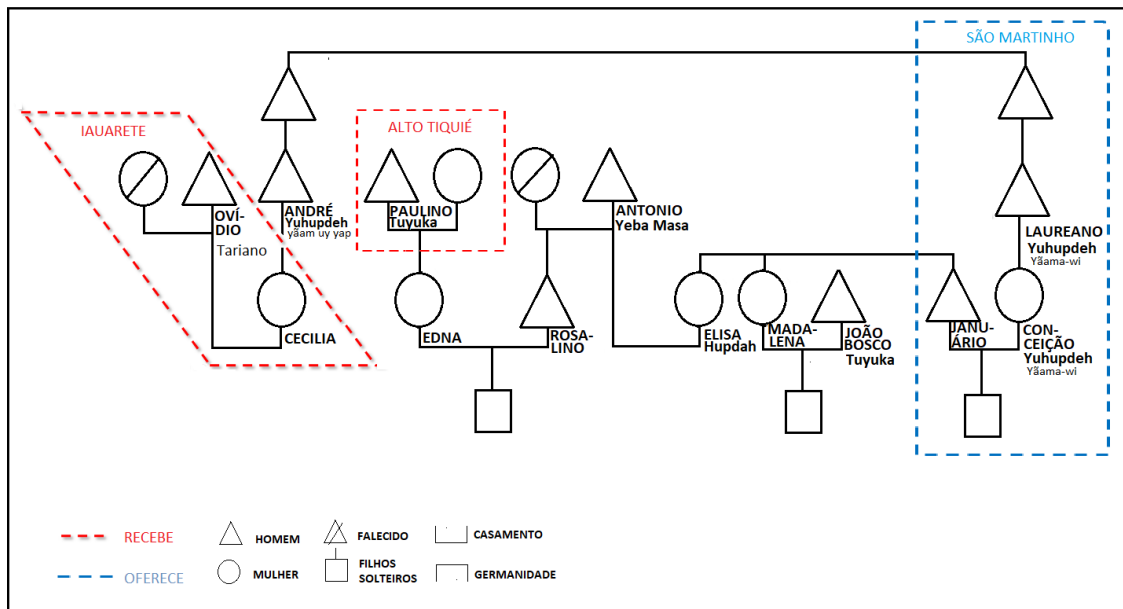 SÃO MARTINHO
IAUARETE
ALTO TIQUIÉ
OVÍ-
DIO
Tariano
ANDRÉ
Yuhupdeh
yãam uy yap
PAULINO
Tuyuka
ANTONIO
Yeba Masa
LAUREANO
Yuhupdeh
Yãama-wi
CECILIA
EDNA
ROSA-
LINO
ELISA
Hupdah
MADA-
LENA
JOÃO
BOSCO
Tuyuka
JANU-
ÁRIO
CON-
CEIÇÃO
Yuhupdeh
Yãama-wi
RECEBE
HOMEM
FALECIDO
CASAMENTO
OFERECE
MULHER
FILHOS
SOLTEIROS
GERMANIDADE